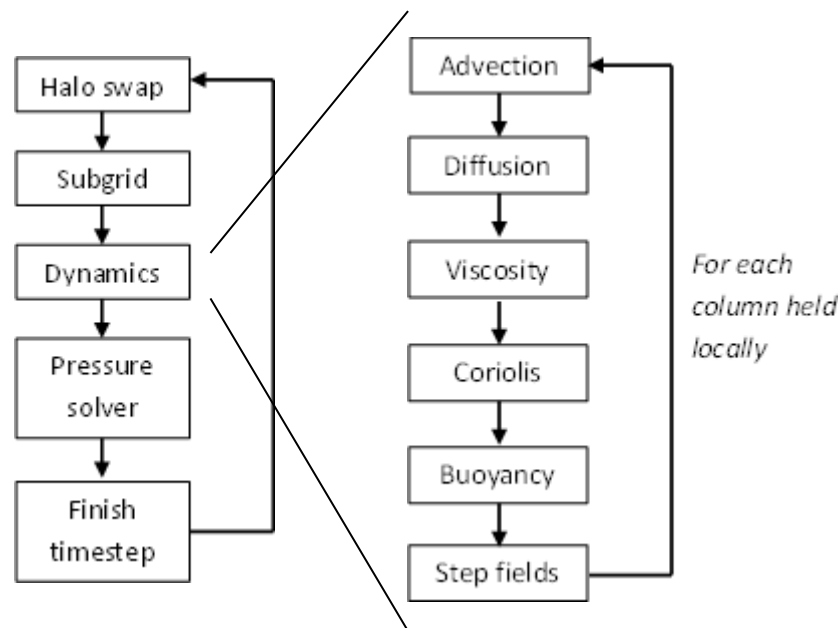 Halo swap
Subgrid
Dynamics
Pressure
solver
Finish
timestep
Advection
Diffusion
Viscosity
Coriolis
Buoyancy
Step fields
For each
column held
locally